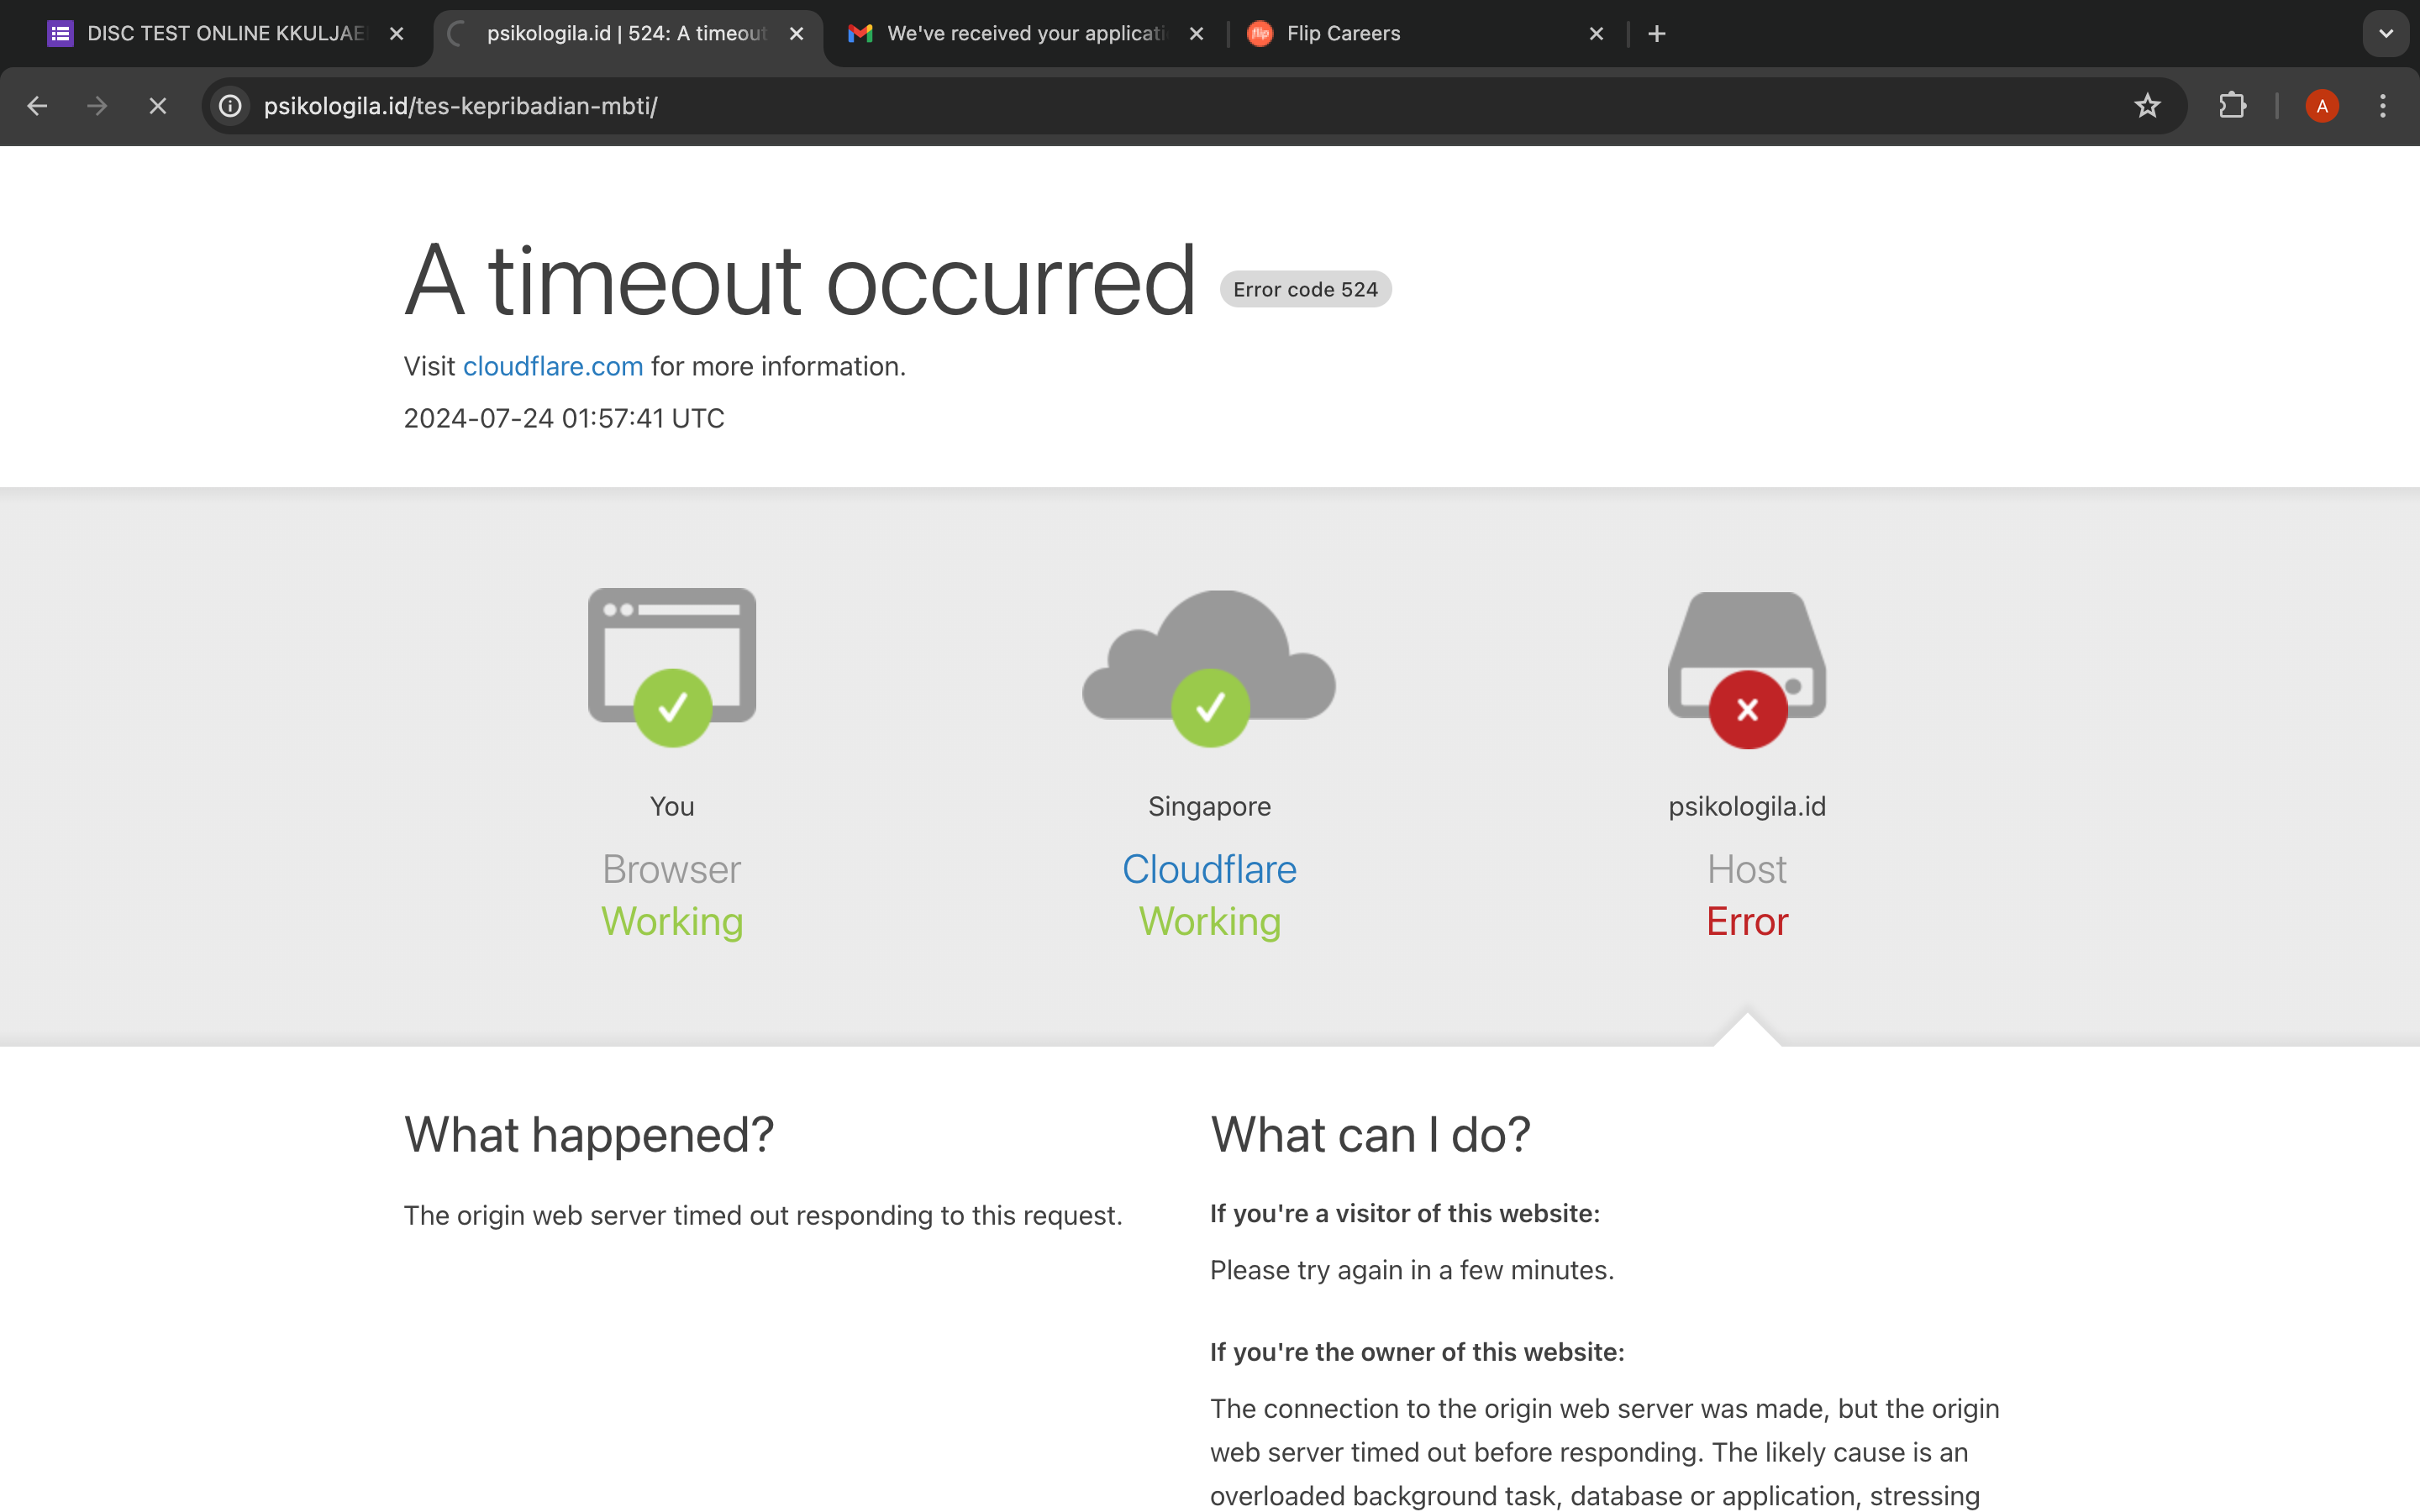 DISC TEST ONLINE KKULJAE
psikologila.id | 524: A timeout
We've received your applicati
flip
Flip Careers
psikologila.id/tes-kepribadian-mbti/
A
A timeout occurred
Error code 524
Visit cloudflare.com for more information.
2024-07-24 01:57:41 UTC
You
Browser
Working
Singapore
Cloudflare
Working
psikologila.id
Host
Error
What happened?
The origin web server timed out responding to this request.
What can I do?
If you're a visitor of this website:
Please try again in a few minutes.
If you're the owner of this website:
The connection to the origin web server was made, but the origin
web server timed out before responding. The likely cause is an
overloaded background task, database or application, stressing